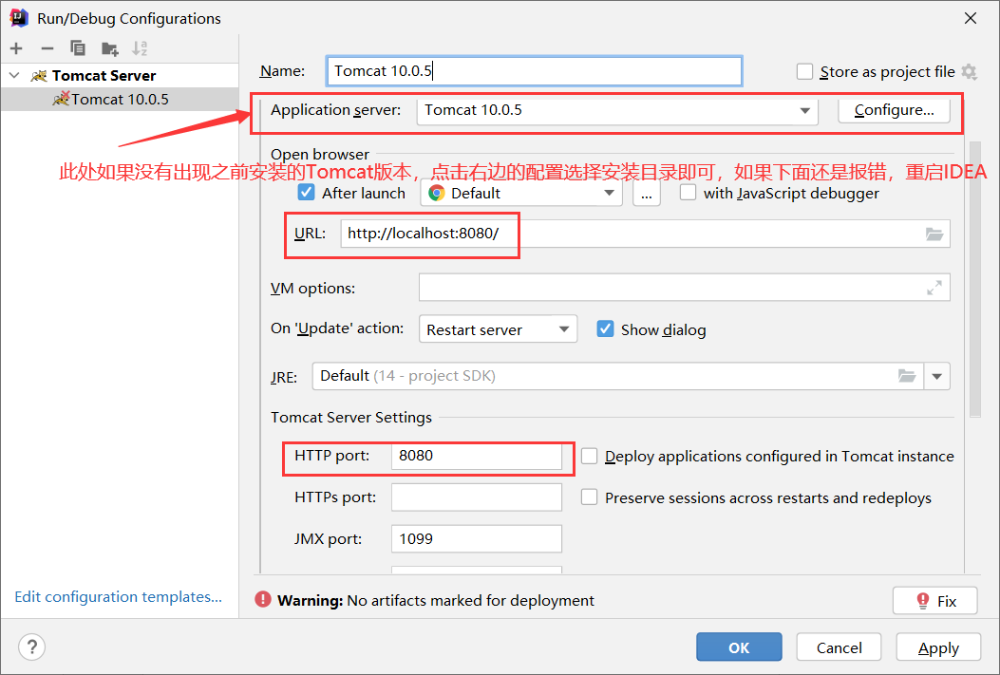 Run/Debug Configurations
Tomcat Server
Tomcat 10.0.5
Name: Tomcat 10.0.5 Store as project file
Application server: Tomcat 10.0.5 Configure...
Open browser
此处如果没有出现之前安装的Tomcat版本，点击右边的配置选择安装目录即可，如果下面还是报错，重启IDEA
After launch Default ... with JavaScript debugger
URL: http://localhost:8080/
VM options:
On 'Update' action: Restart server Show dialog
JRE: Default (14 - project SDK)
Tomcat Server Settings
HTTP port: 8080 Deploy applications configured in Tomcat instance
HTTPs port: Preserve sessions across restarts and redeploys
JMX port: 1099
Edit configuration templates...
Warning: No artifacts marked for deployment Fix
? OK Cancel Apply